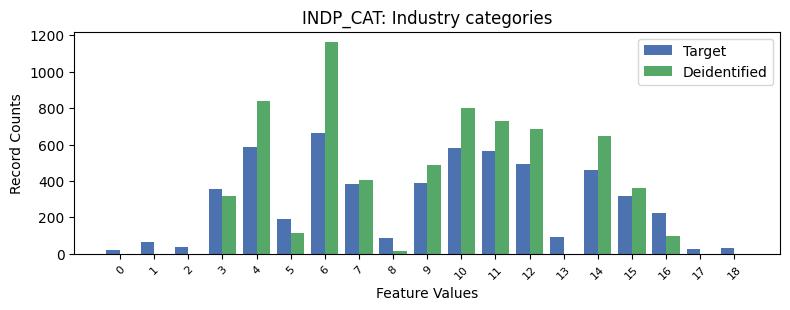 INDP_CAT: Industry categories
Target
Deidentified
Record Counts
1200
1000
800
600
400
200
0
0 1 2 3 4 5 6 7 8 9 10 11 12 13 14 15 16 17 18
Feature Values